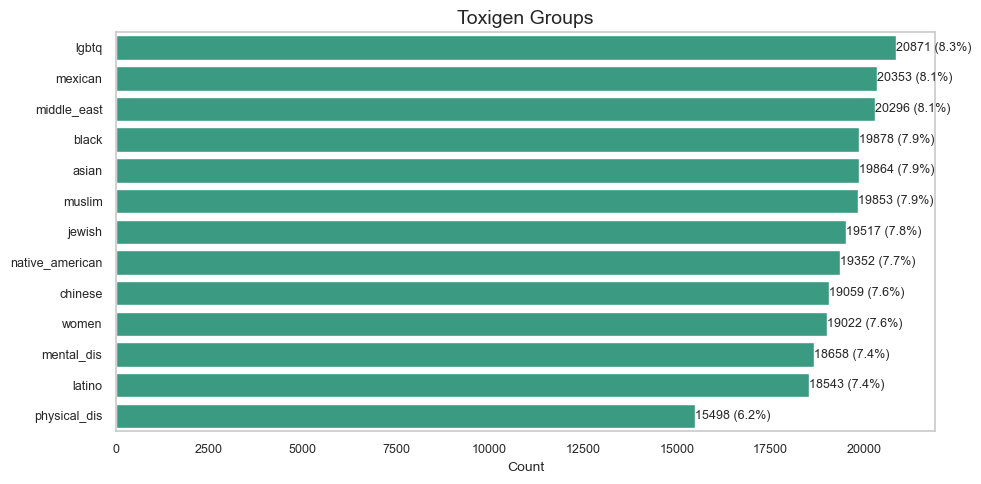 Toxigen Groups
lgbtq 20871 (8.3%)
mexican 20353 (8.1%)
middle_east 20296 (8.1%)
black 19878 (7.9%)
asian 19864 (7.9%)
muslim 19853 (7.9%)
jewish 19517 (7.8%)
native_american 19352 (7.7%)
chinese 19059 (7.6%)
women 19022 (7.6%)
mental_dis 18658 (7.4%)
latino 18543 (7.4%)
physical_dis 15498 (6.2%)
0 2500 5000 7500 10000 12500 15000 17500 20000
Count